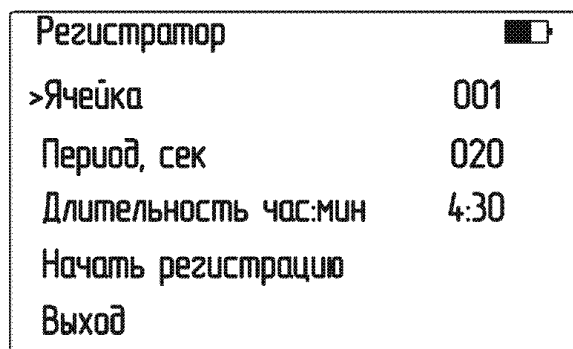 Регистратор
>Ячейка 001
Период, сек 020
Длительность час:мин 4:30
Начать регистрацию
Выход